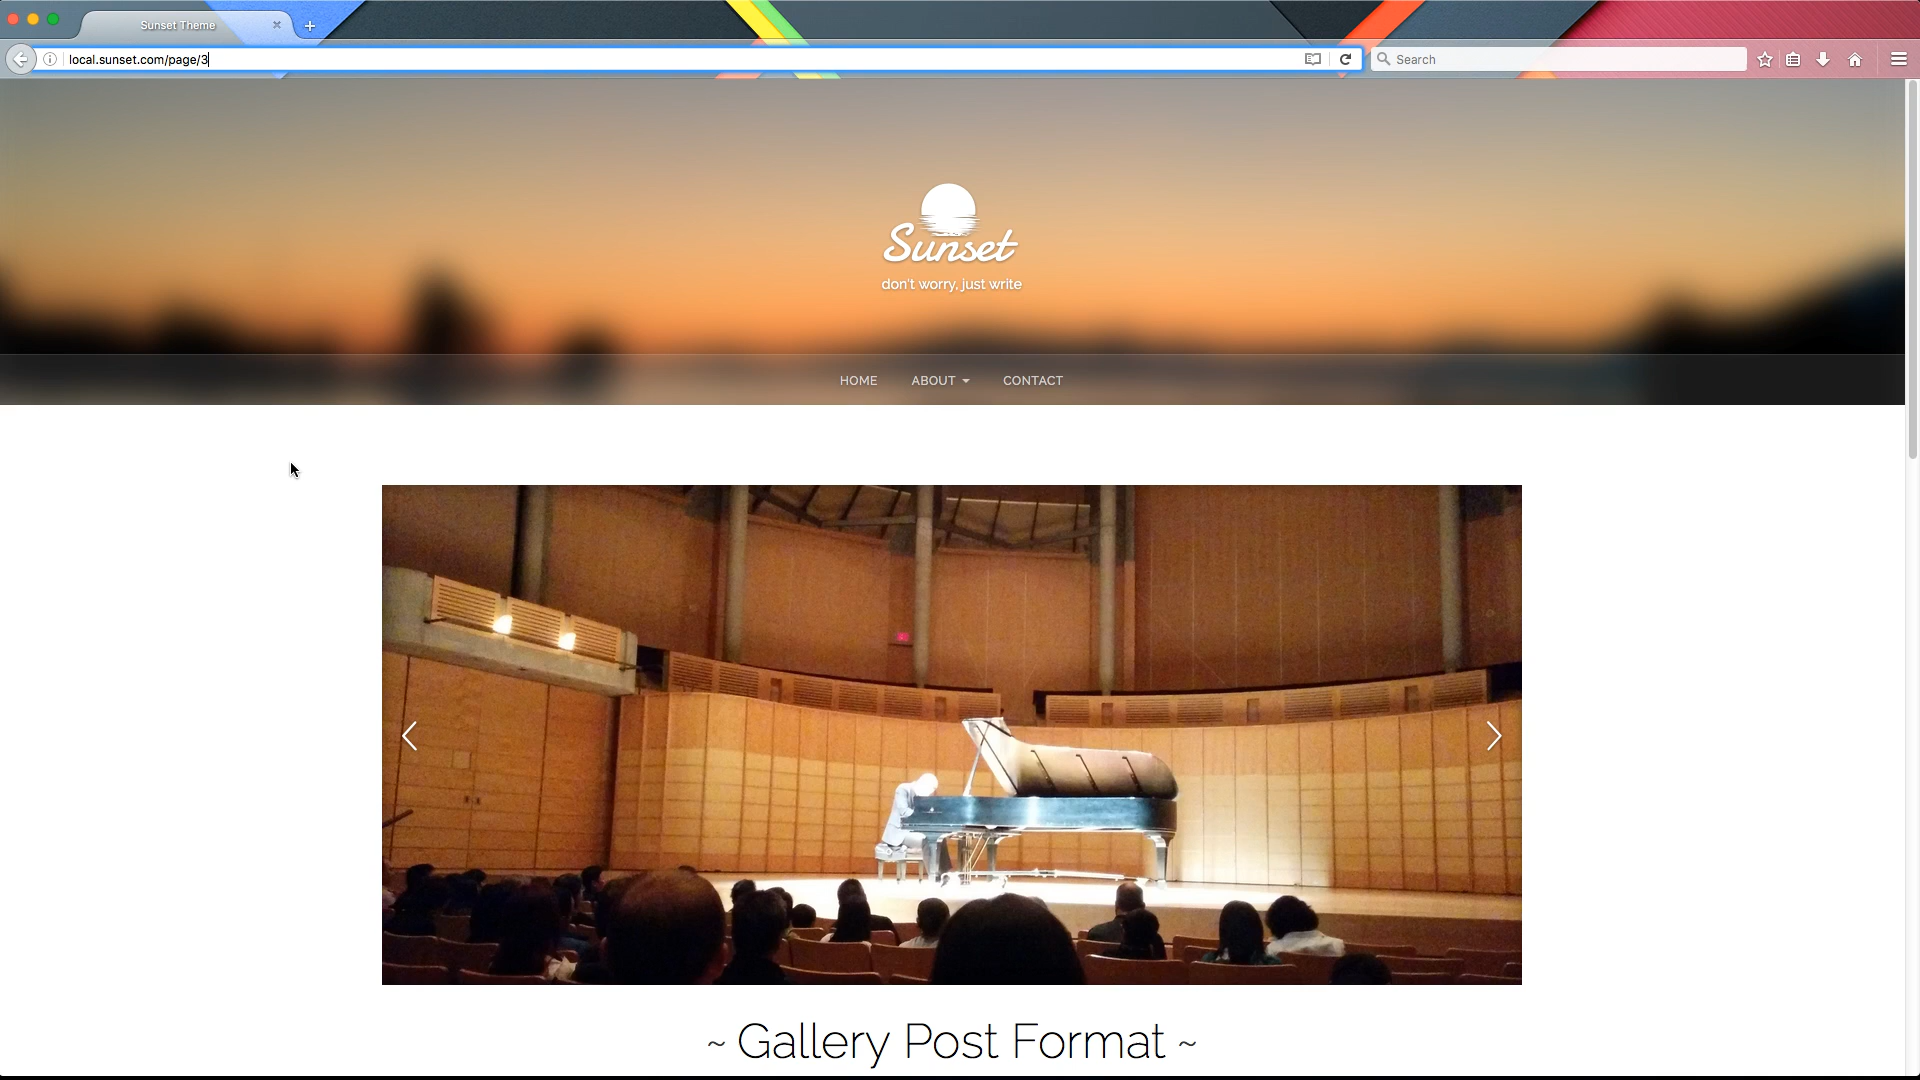 Sunset Theme
local.sunset.com/page/3
Search
Sunset
don't worry, just write
HOME ABOUT CONTACT
~ Gallery Post Format ~